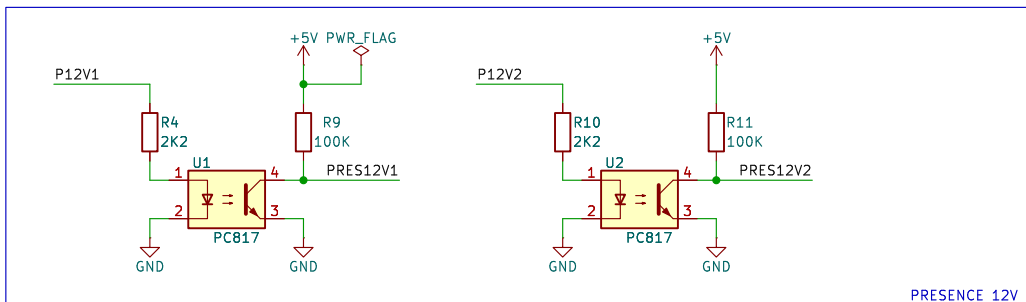 +5V PWR_FLAG
+5V
P12V1
P12V2
R4
2K2
R9
100K
R10
2K2
R11
100K
U1
1
4
PRES12V1
2
3
PC817
GND
GND
U2
1
4
PRES12V2
2
3
PC817
GND
GND
PRESENCE 12V